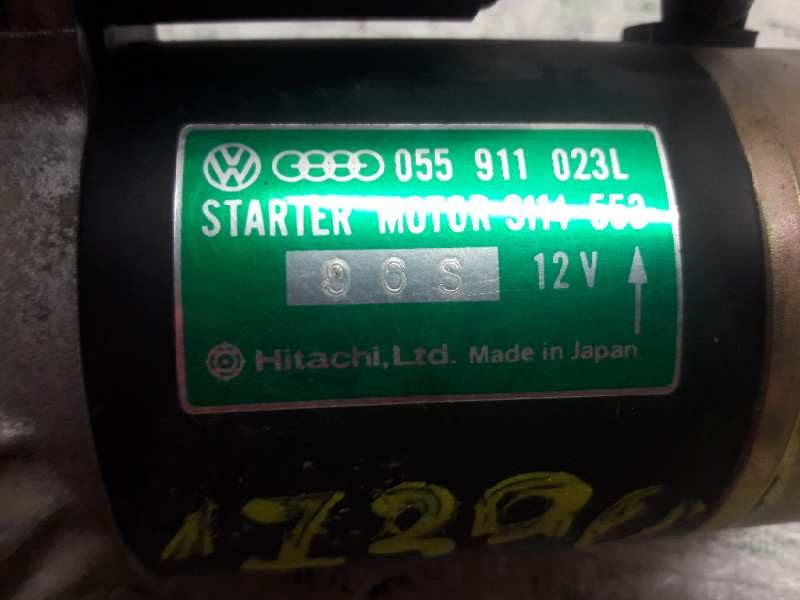 055 911 023L
STARTER MOTOR S114-553
96S 12V
Hitachi, Ltd. Made in Japan